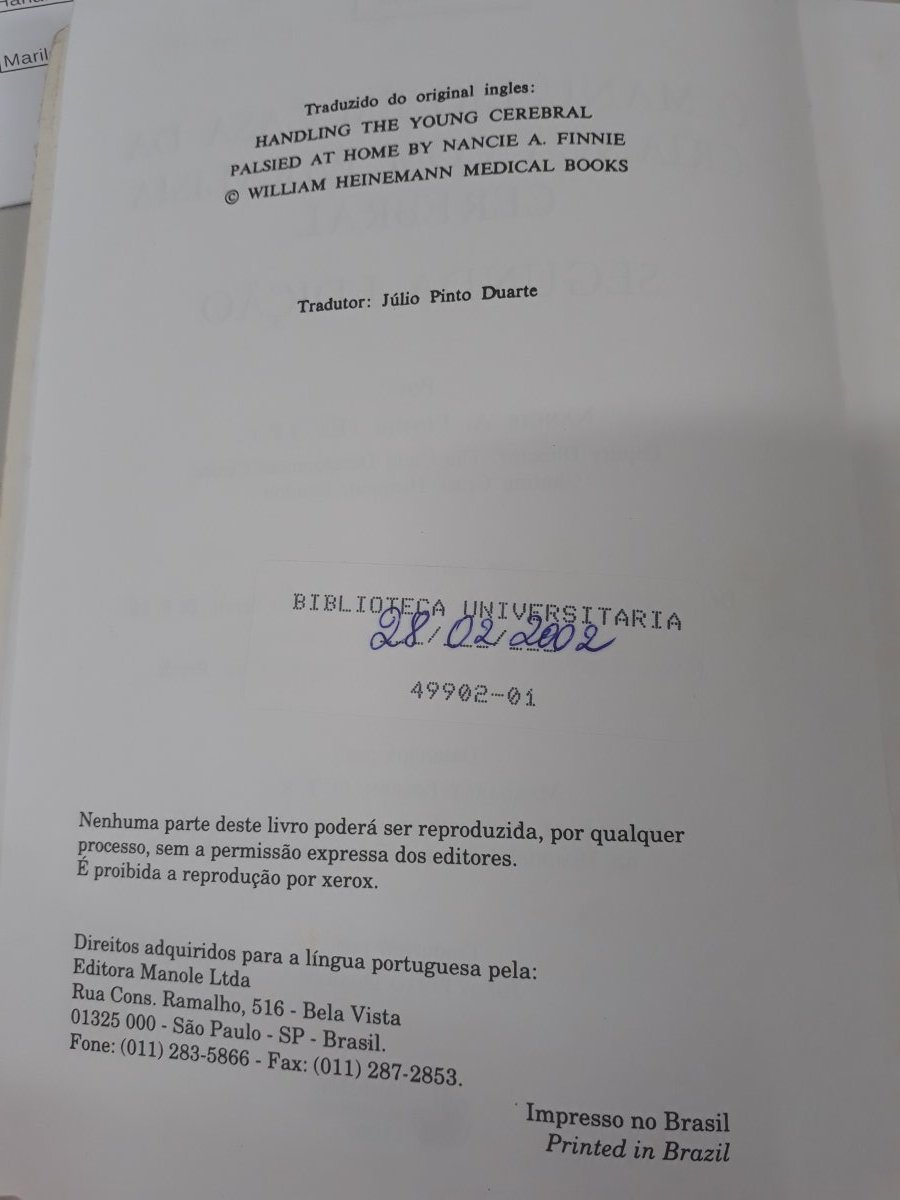 Maril
Traduzido do original ingles:
HANDLING THE YOUNG CEREBRAL
PALSIED AT HOME BY NANCIE A. FINNIE
© WILLIAM HEINEMANN MEDICAL BOOKS
Tradutor: Júlio Pinto Duarte
BIBLIOTECA UNIVERSITARIA
28/02/2002
49902-01
Nenhuma parte deste livro poderá ser reproduzida, por qualquer
processo, sem a permissão expressa dos editores.
É proibida a reprodução por xerox.
Direitos adquiridos para a língua portuguesa pela:
Editora Manole Ltda
Rua Cons. Ramalho, 516 - Bela Vista
01325 000 - São Paulo - SP - Brasil.
Fone: (011) 283-5866 - Fax: (011) 287-2853.
Impresso no Brasil
Printed in Brazil